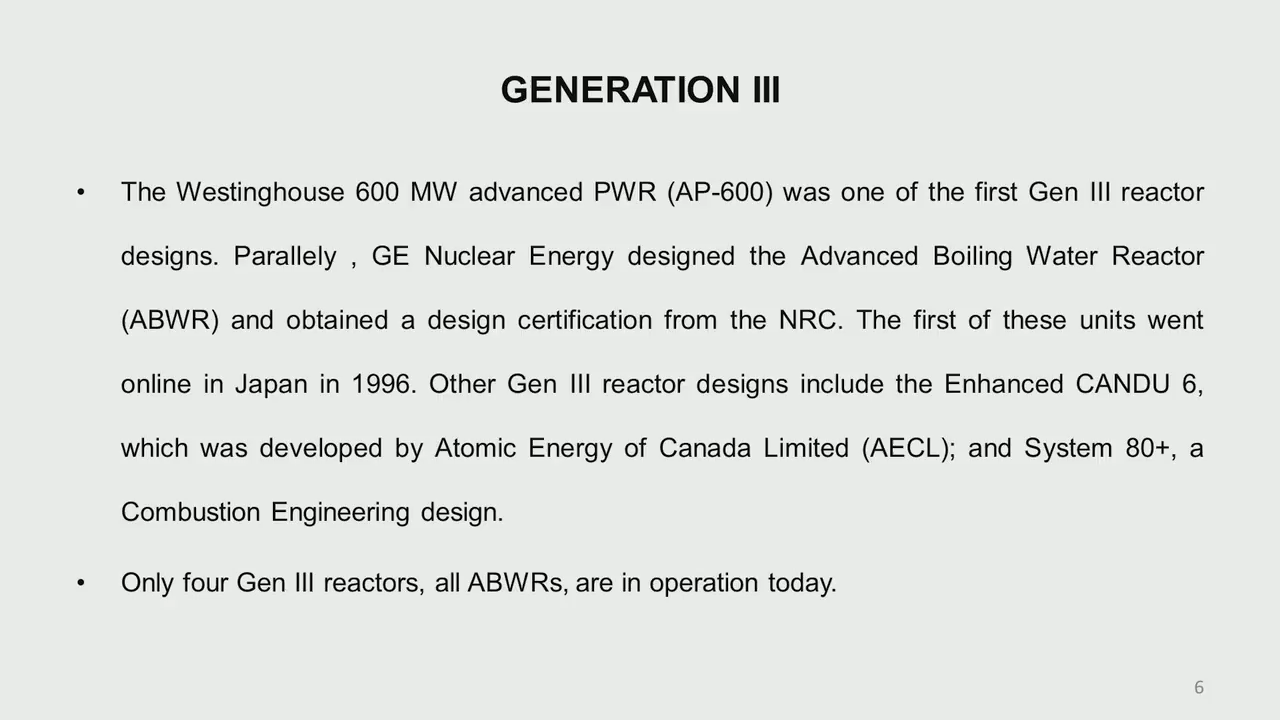 GENERATION III
• The Westinghouse 600 MW advanced PWR (AP-600) was one of the first Gen III reactor
designs. Parallely , GE Nuclear Energy designed the Advanced Boiling Water Reactor
(ABWR) and obtained a design certification from the NRC. The first of these units went
online in Japan in 1996. Other Gen III reactor designs include the Enhanced CANDU 6,
which was developed by Atomic Energy of Canada Limited (AECL); and System 80+, a
Combustion Engineering design.
• Only four Gen III reactors, all ABWRs, are in operation today.
6